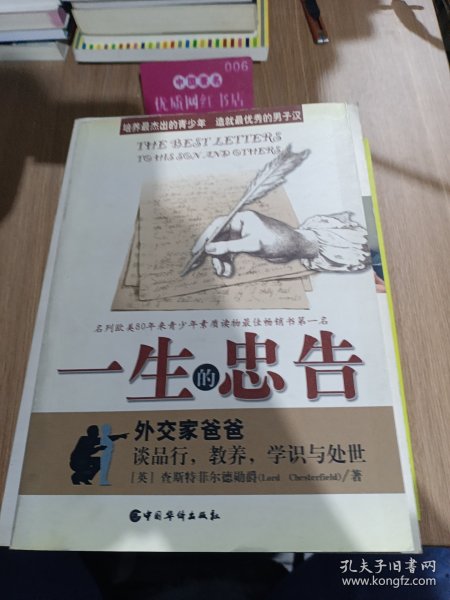 006
中国书店
优质网红书店
培养最杰出的青少年 造就最优秀的男子汉
THE BEST LETTERS
TO HIS SON AND OTHERS
名列欧美80年来青少年素质读物最佳畅销书第一名
一生的忠告
外交家爸爸
谈品行，教养，学识与处世
[英] 查斯特菲尔德勋爵(Lord Chesterfield)/著
中国华侨出版社
孔夫子旧书网
www.kongfz.com